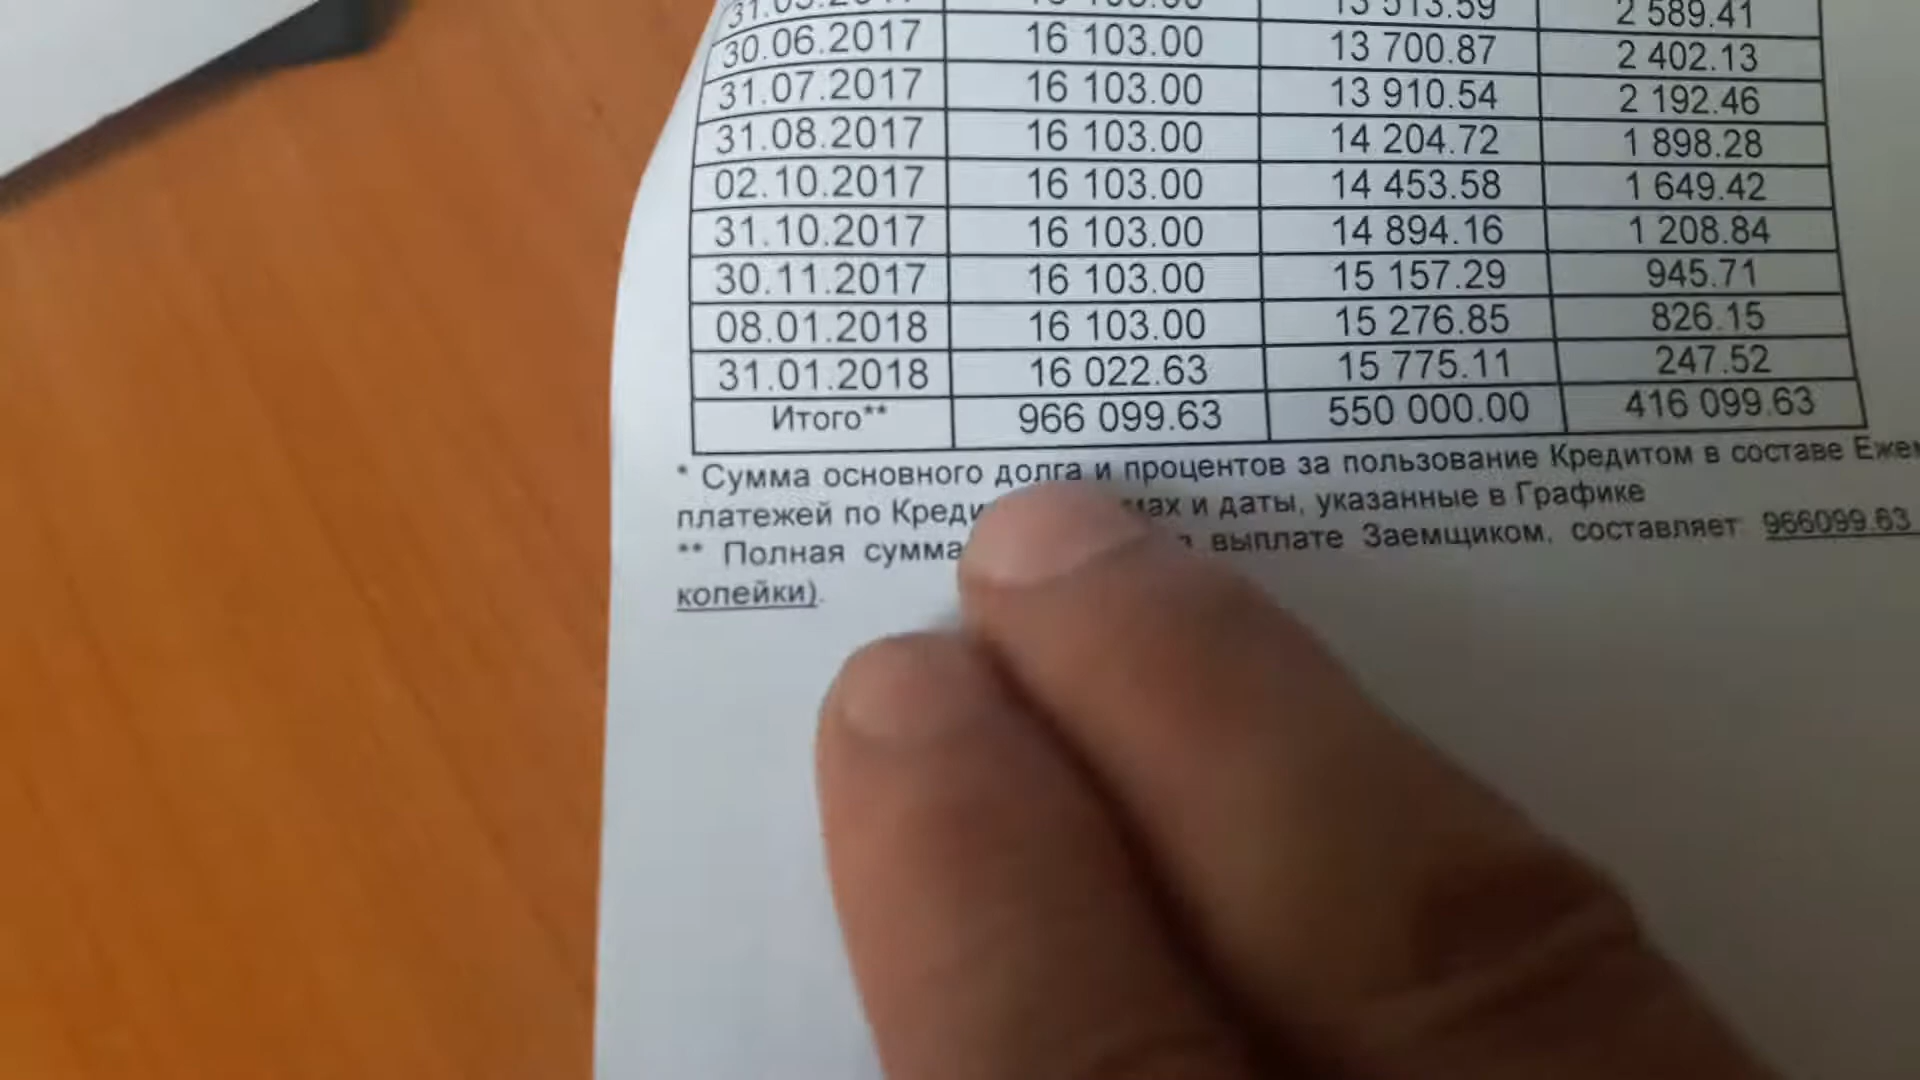 30.06.2017 16 103.00 13 700.87 2 402.13
31.07.2017 16 103.00 13 910.54 2 192.46
31.08.2017 16 103.00 14 204.72 1 898.28
02.10.2017 16 103.00 14 453.58 1 649.42
31.10.2017 16 103.00 14 894.16 1 208.84
30.11.2017 16 103.00 15 157.29 945.71
08.01.2018 16 103.00 15 276.85 826.15
31.01.2018 16 022.63 15 775.11 247.52
Итого** 966 099.63 550 000.00 416 099.63
* Сумма основного долга и процентов за пользование Кредитом в составе
платежей по и даты, указанные в Графике
** Полная сумма выплате Заемщиком, составляет 966099.63
копейки).